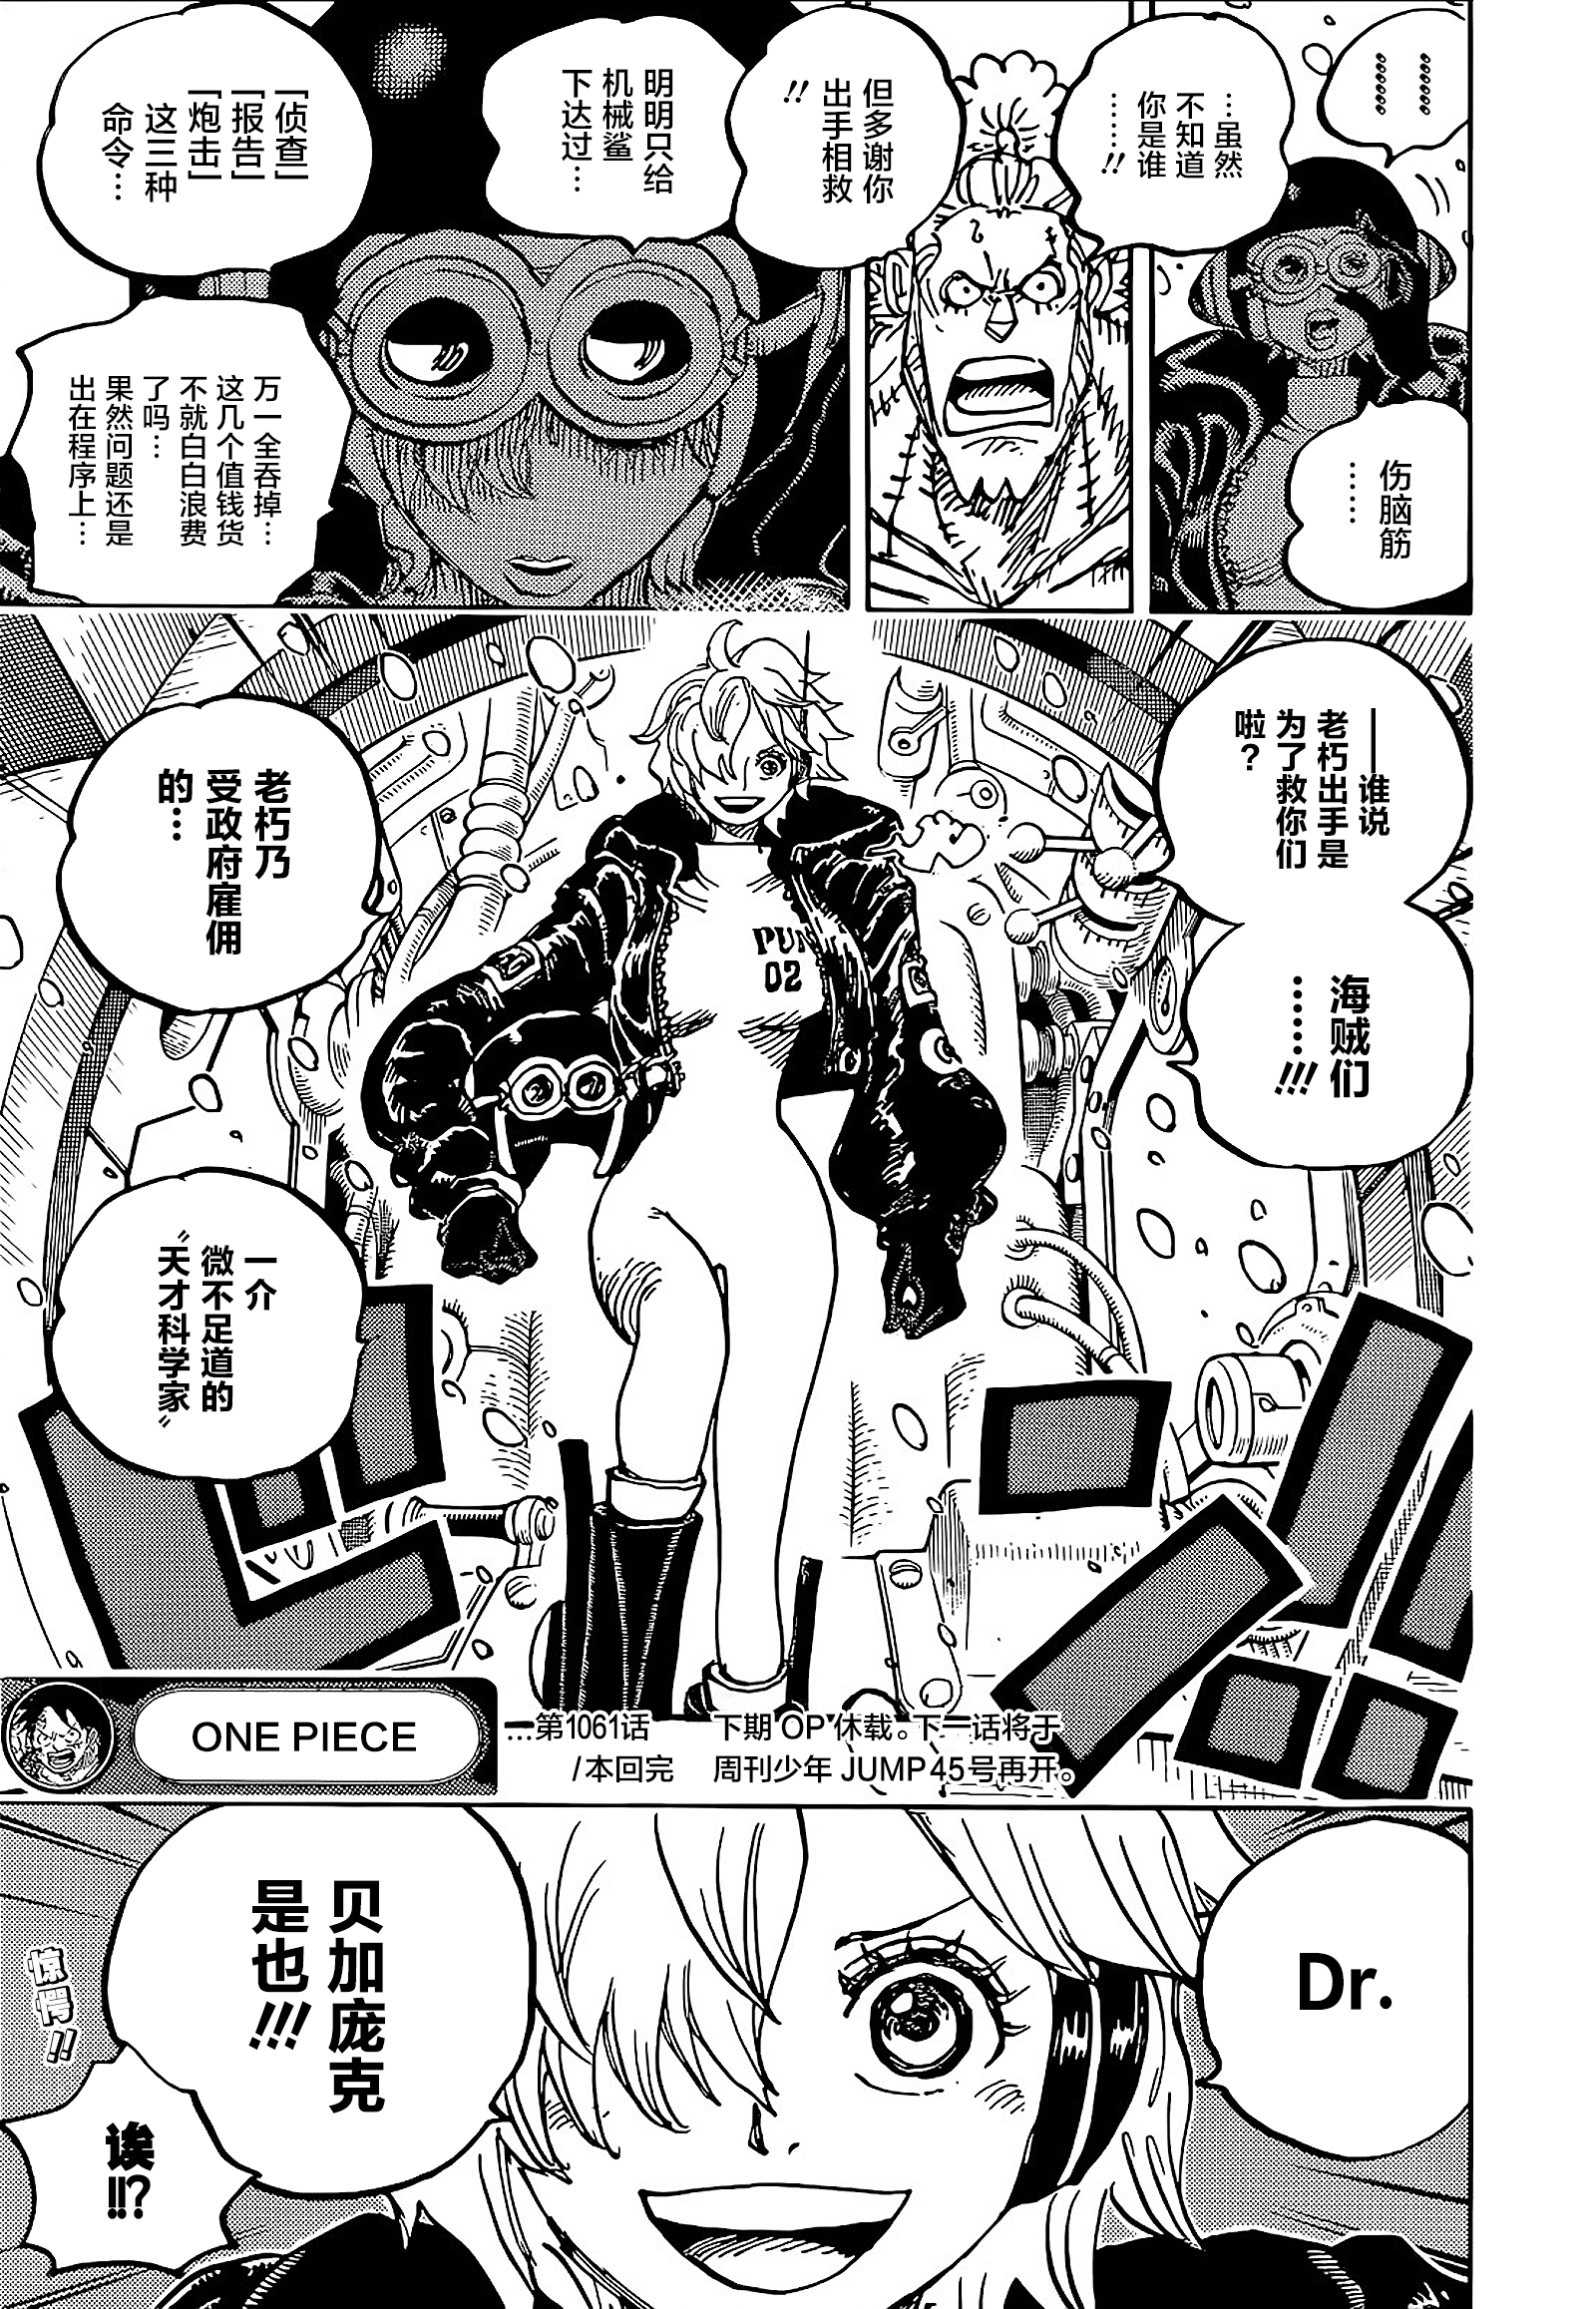 ………………
伤脑筋
……
…虽然
不知道
你是谁
……!!
但多谢你
出手相救
!!
明明只给
机械鲨
下达过…
「侦查」
「报告」
「炮击」
这三种
命令…
万一全吞掉…
这几个值钱货
不就白白浪费
了吗…
果然问题还是
出在程序上…
——谁说
老朽出手是
为了救你们
啦?
海贼们
……!!!
老朽乃
受政府雇佣
的…
一介
微不足道的
〝天才科学家〞
PUN
02
ONE PIECE
…第1061话
/本回完
下期 OP 休载。下一话将于
周刊少年 JUMP 45号再开。
Dr.
贝加庞克
是也!!!
惊愕!!
诶!!?